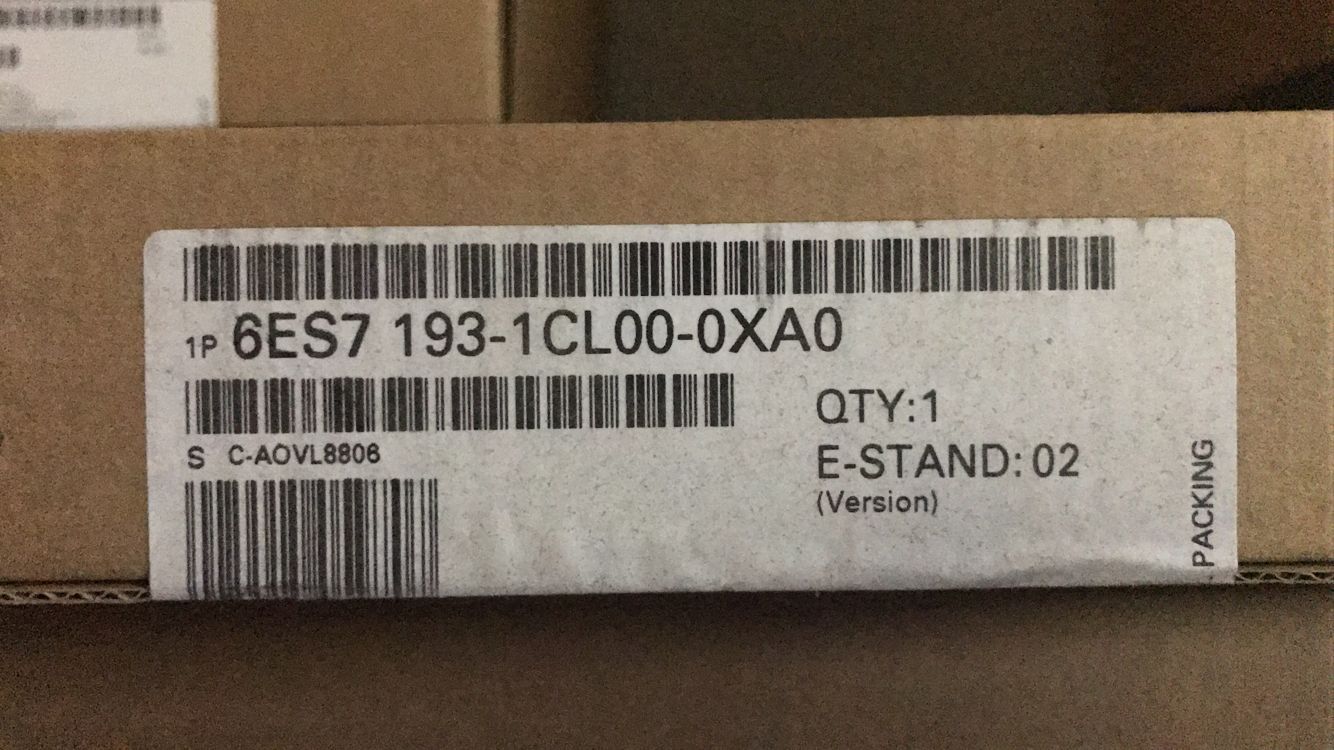 1P 6ES7 193-1CL00-0XA0
S C-AOVL8806
QTY:1
E-STAND:02
(Version)
PACKING